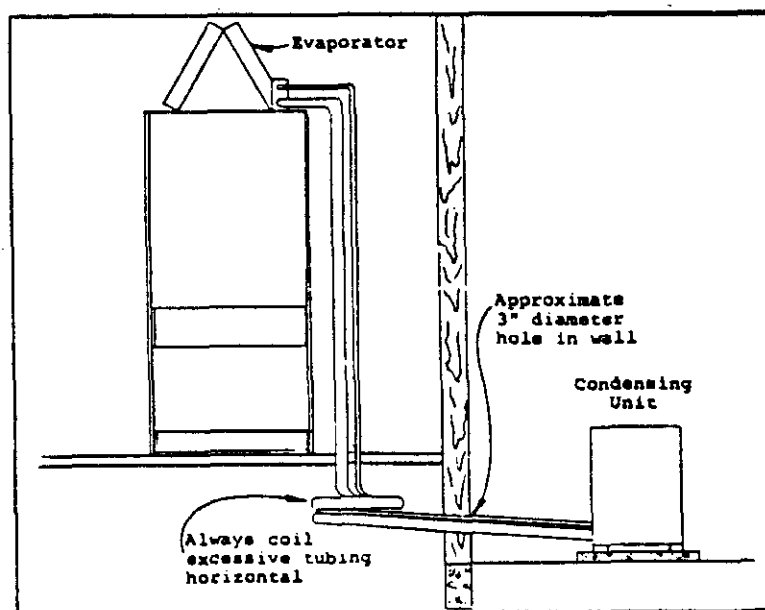 Evaporator
Approximate
3" diameter
hole in wall
Condensing
Unit
Always coil
excessive tubing
horizontal